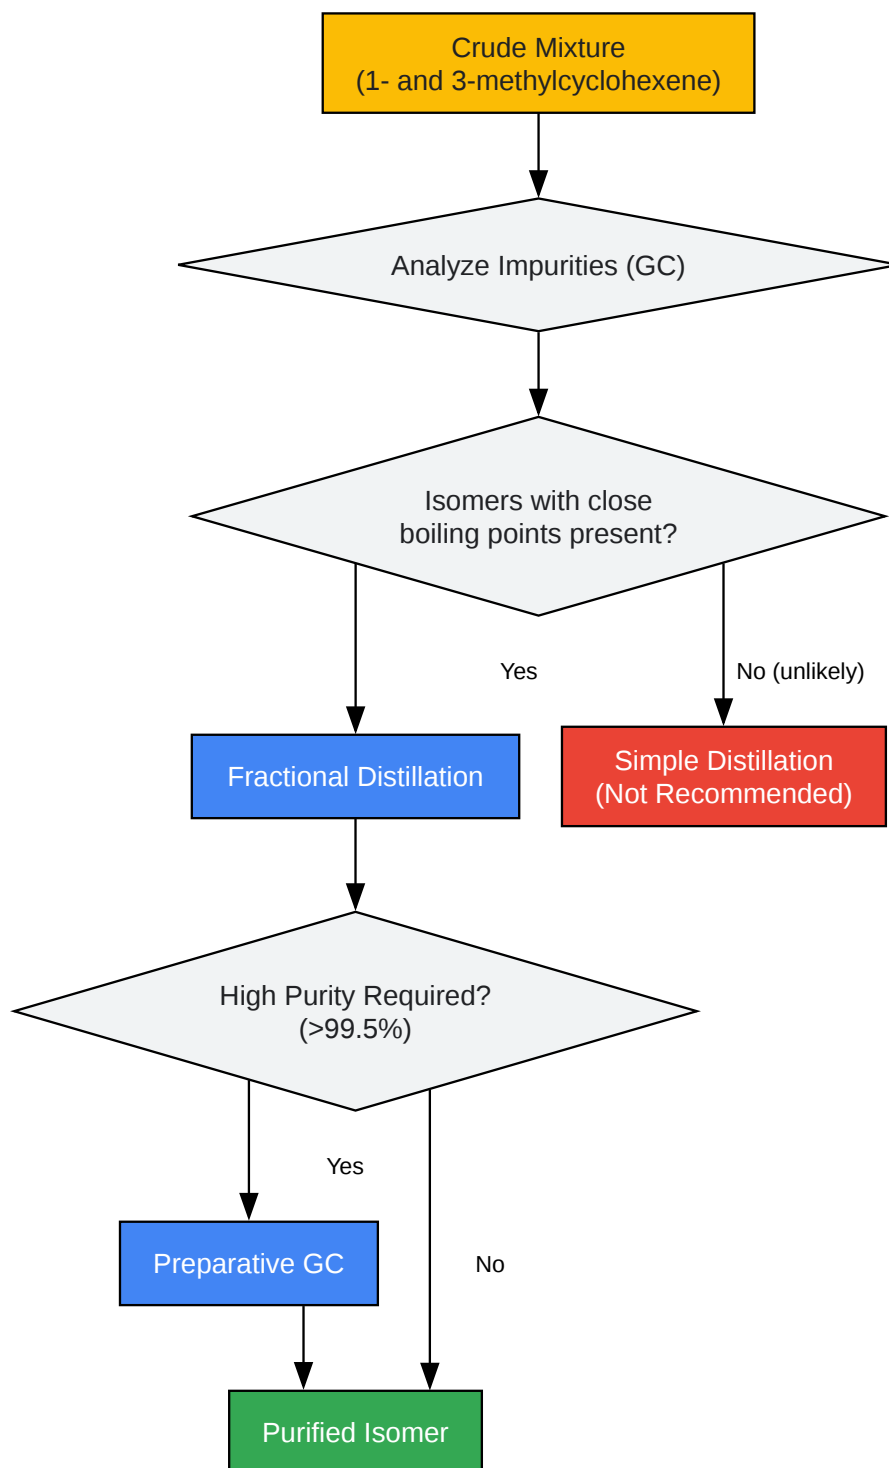 Crude Mixture
(1- and 3-methylcyclohexene)
Analyze Impurities (GC)
Isomers with close
boiling points present?
Yes
No (unlikely)
Fractional Distillation
Simple Distillation
(Not Recommended)
High Purity Required?
(>99.5%)
Yes
Preparative GC
No
Purified Isomer